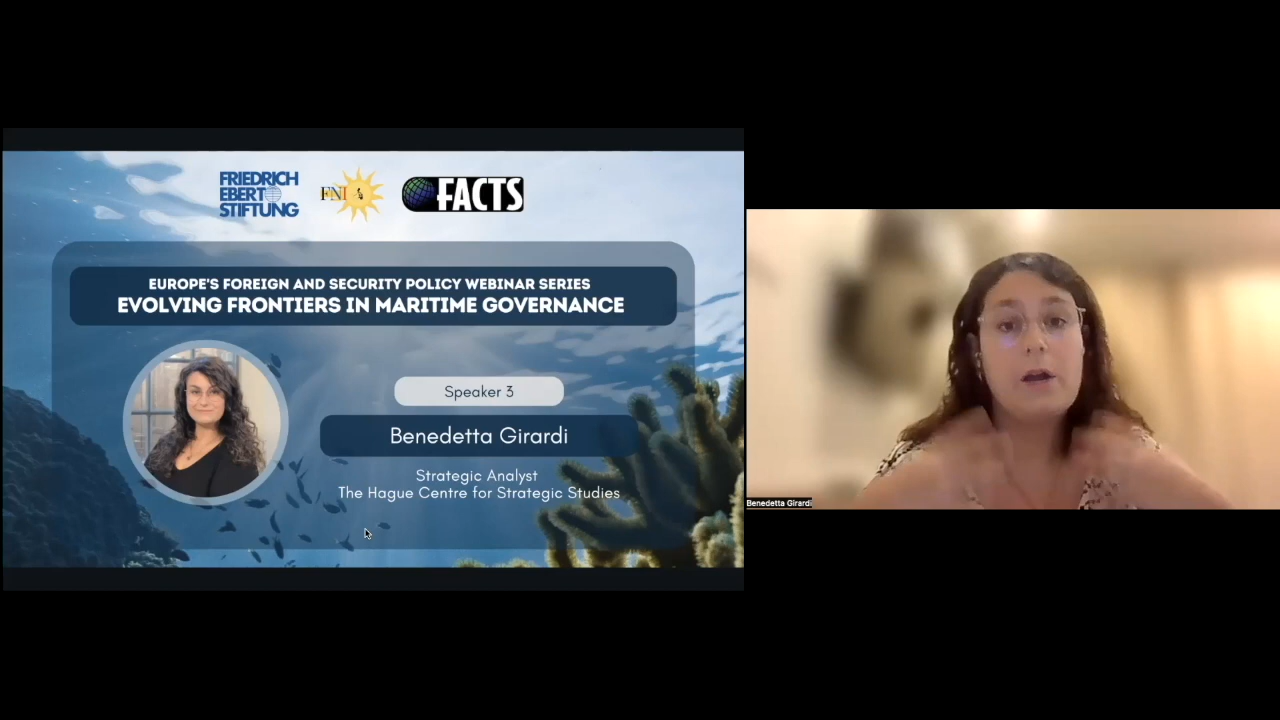 FRIEDRICH
EBERT
STIFTUNG
FNI
FACTS
EUROPE'S FOREIGN AND SECURITY POLICY WEBINAR SERIES
EVOLVING FRONTIERS IN MARITIME GOVERNANCE
Speaker 3
Benedetta Girardi
Strategic Analyst
The Hague Centre for Strategic Studies
Benedetta Girardi